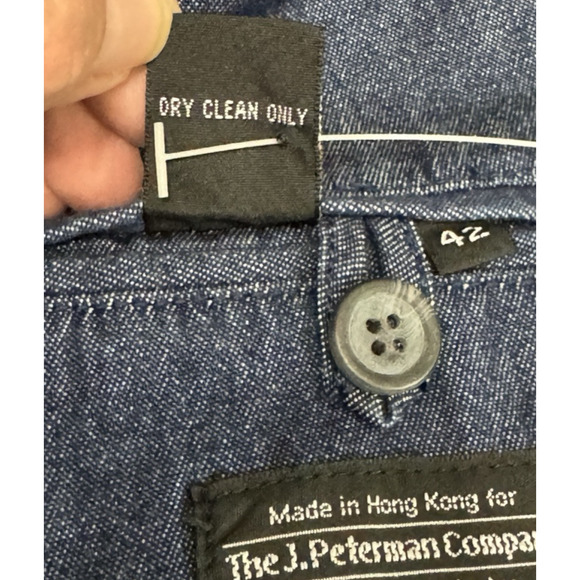 DRY CLEAN ONLY
42
Made in Hong Kong for
The J. Peterman Compa